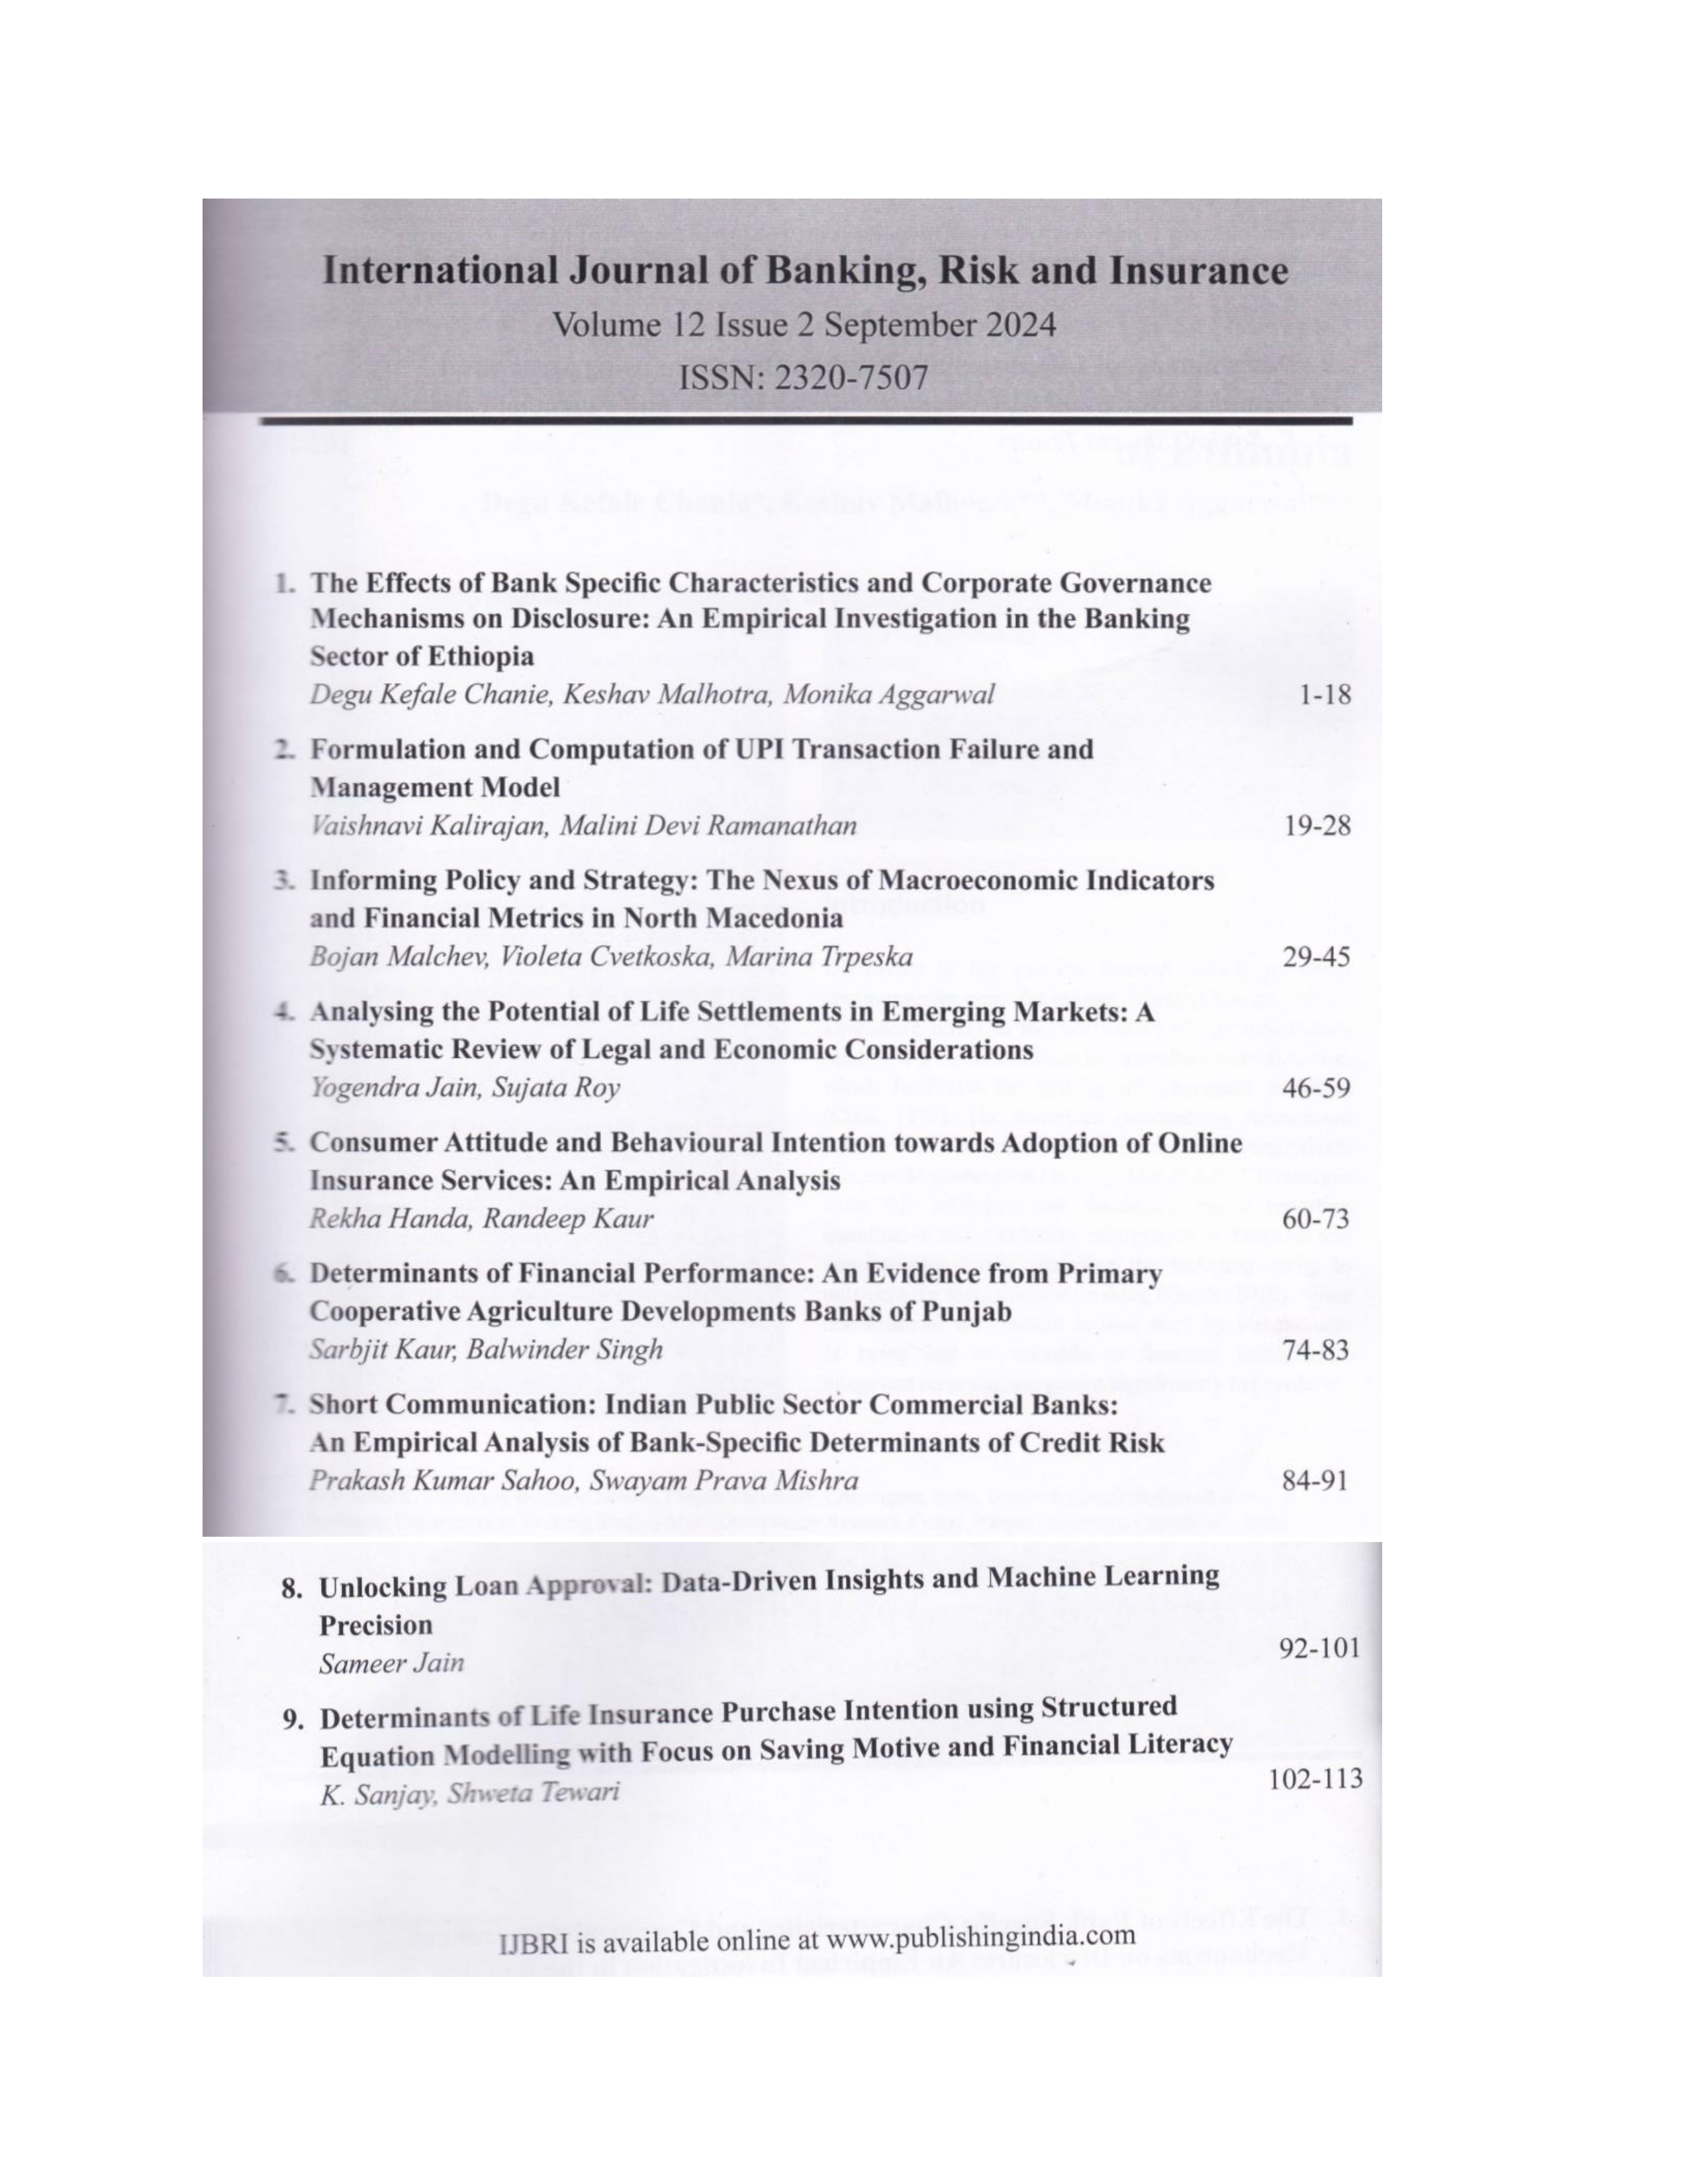 International Journal of Banking, Risk and Insurance
Volume 12 Issue 2 September 2024
ISSN: 2320-7507
1. The Effects of Bank Specific Characteristics and Corporate Governance
Mechanisms on Disclosure: An Empirical Investigation in the Banking
Sector of Ethiopia
Degu Kefale Chanie, Keshav Malhotra, Monika Aggarwal 1-18
2. Formulation and Computation of UPI Transaction Failure and
Management Model
Vaishnavi Kalirajan, Malini Devi Ramanathan 19-28
3. Informing Policy and Strategy: The Nexus of Macroeconomic Indicators
and Financial Metrics in North Macedonia
Bojan Malchev, Violeta Cvetkoska, Marina Trpeska 29-45
4. Analysing the Potential of Life Settlements in Emerging Markets: A
Systematic Review of Legal and Economic Considerations
Yogendra Jain, Sujata Roy 46-59
5. Consumer Attitude and Behavioural Intention towards Adoption of Online
Insurance Services: An Empirical Analysis
Rekha Handa, Randeep Kaur 60-73
6. Determinants of Financial Performance: An Evidence from Primary
Cooperative Agriculture Developments Banks of Punjab
Sarbjit Kaur, Balwinder Singh 74-83
7. Short Communication: Indian Public Sector Commercial Banks:
An Empirical Analysis of Bank-Specific Determinants of Credit Risk
Prakash Kumar Sahoo, Swayam Prava Mishra 84-91
8. Unlocking Loan Approval: Data-Driven Insights and Machine Learning
Precision
Sameer Jain 92-101
9. Determinants of Life Insurance Purchase Intention using Structured
Equation Modelling with Focus on Saving Motive and Financial Literacy
K. Sanjay, Shweta Tewari 102-113
IJBRI is available online at www.publishingindia.com